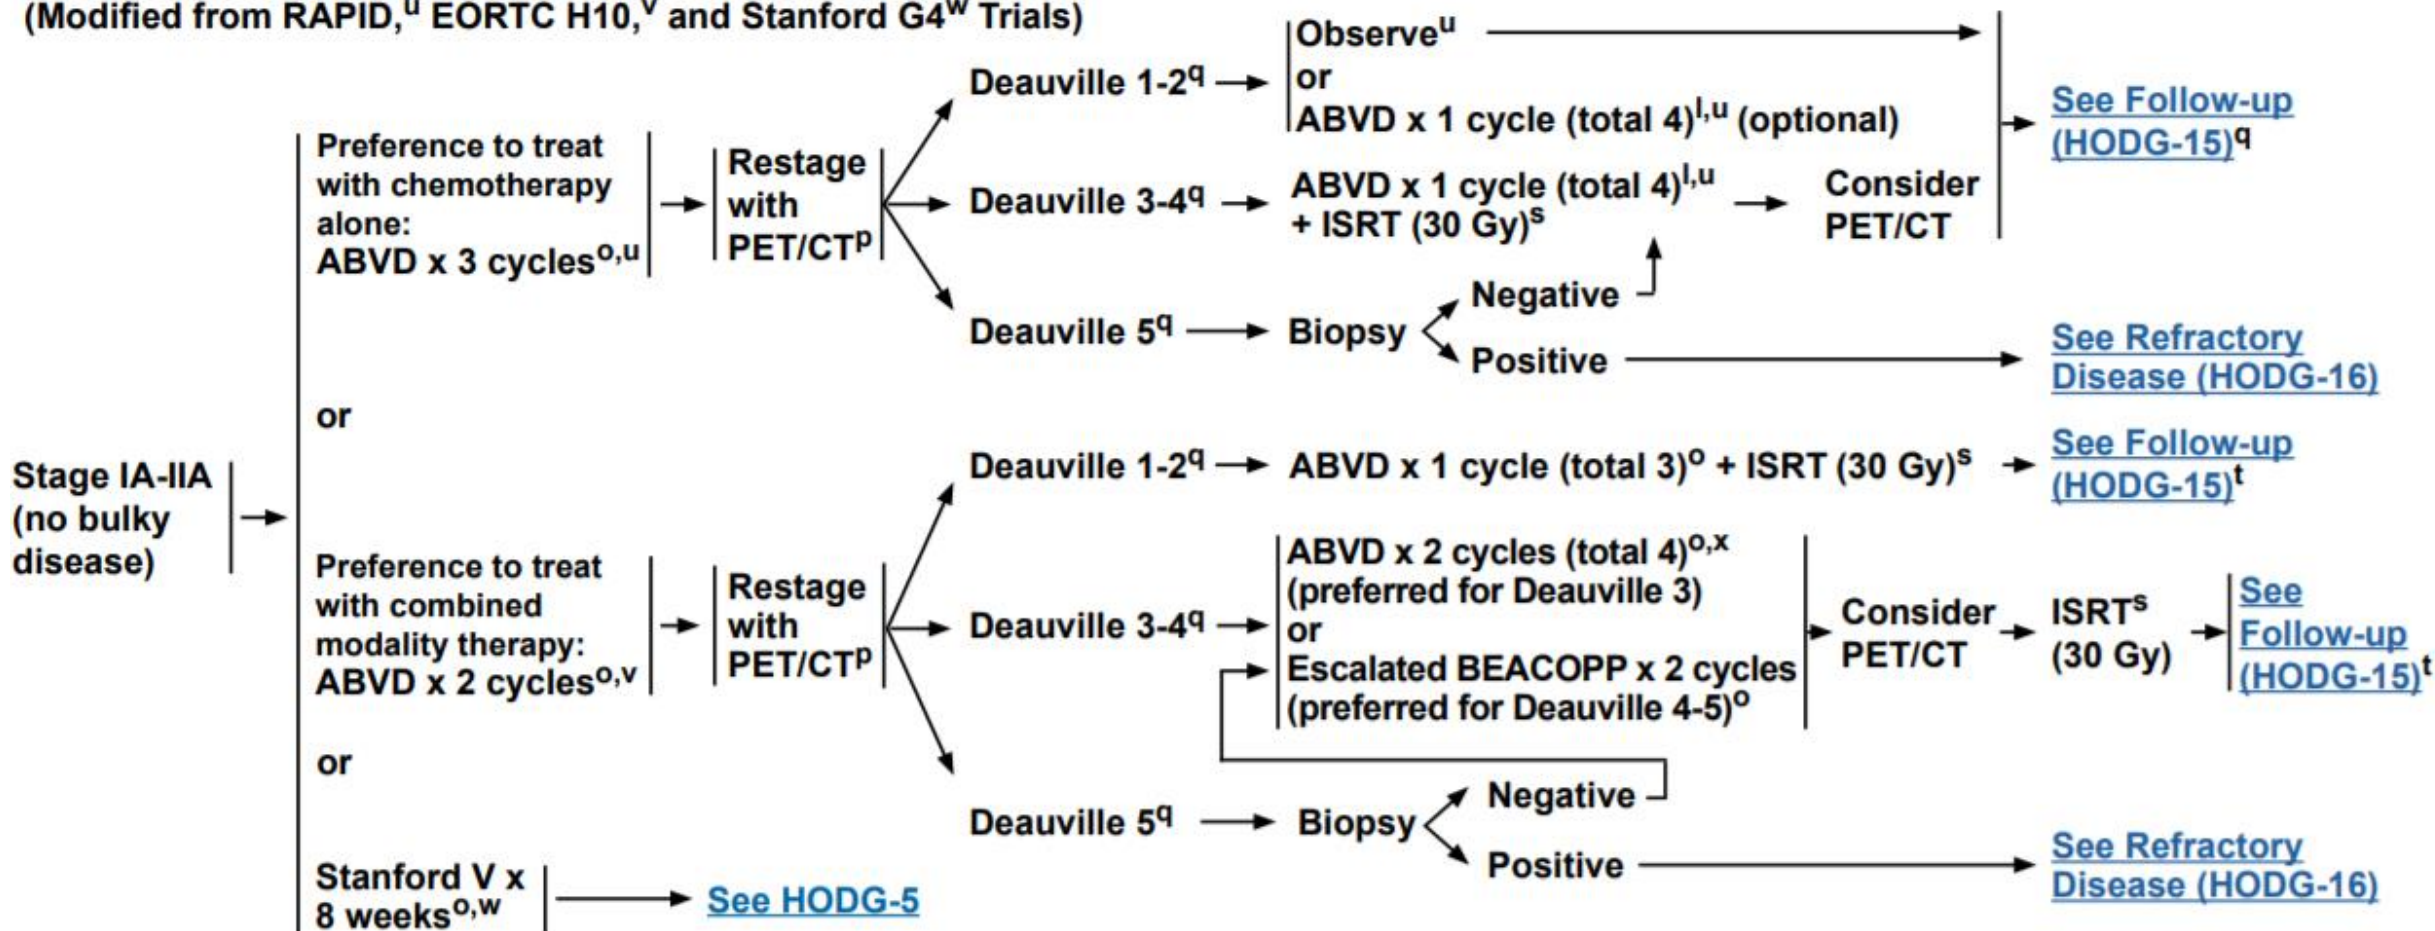 (Modified from RAPID,ᵘ EORTC H10,ᵛ and Stanford G4ʷ Trials)
Stage IA-IIA
(no bulky
disease)
Preference to treat
with chemotherapy
alone:
ABVD x 3 cyclesᵒ,ᵘ
Restage
with
PET/CTᵖ
Deauville 1-2q
Observeᵘ
or
ABVD x 1 cycle (total 4)ˡ,ᵘ (optional)
Deauville 3-4q
ABVD x 1 cycle (total 4)ˡ,ᵘ
+ ISRT (30 Gy)ˢ
Consider
PET/CT
See Follow-up
(HODG-15)q
Deauville 5q
Biopsy
Negative
Positive
See Refractory
Disease (HODG-16)
or
Preference to treat
with combined
modality therapy:
ABVD x 2 cyclesᵒ,ᵛ
Restage
with
PET/CTᵖ
Deauville 1-2q
ABVD x 1 cycle (total 3)ᵒ + ISRT (30 Gy)ˢ
See Follow-up
(HODG-15)ᵗ
Deauville 3-4q
ABVD x 2 cycles (total 4)ᵒ,ˣ
(preferred for Deauville 3)
or
Escalated BEACOPP x 2 cycles
(preferred for Deauville 4-5)ᵒ
Consider
PET/CT
ISRTˢ
(30 Gy)
See
Follow-up
(HODG-15)ᵗ
Deauville 5q
Biopsy
Negative
Positive
See Refractory
Disease (HODG-16)
or
Stanford V x
8 weeksᵒ,ʷ
See HODG-5